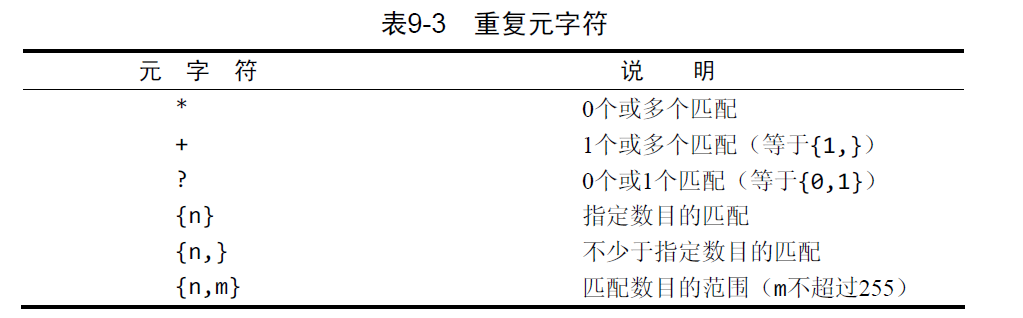 表9-3 重复元字符
元 字 符 说 明
* 0个或多个匹配
+ 1个或多个匹配（等于{1,}）
? 0个或1个匹配（等于{0,1}）
{n} 指定数目的匹配
{n,} 不少于指定数目的匹配
{n,m} 匹配数目的范围（m不超过255）